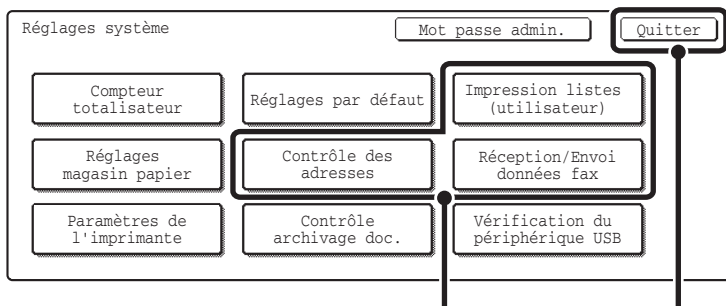 Réglages système
Mot passe admin.
Quitter
Compteur
totalisateur
Réglages par défaut
Impression listes
(utilisateur)
Réglages
magasin papier
Contrôle des
adresses
Réception/Envoi
données fax
Paramètres de
l'imprimante
Contrôle
archivage doc.
Vérification du
périphérique USB